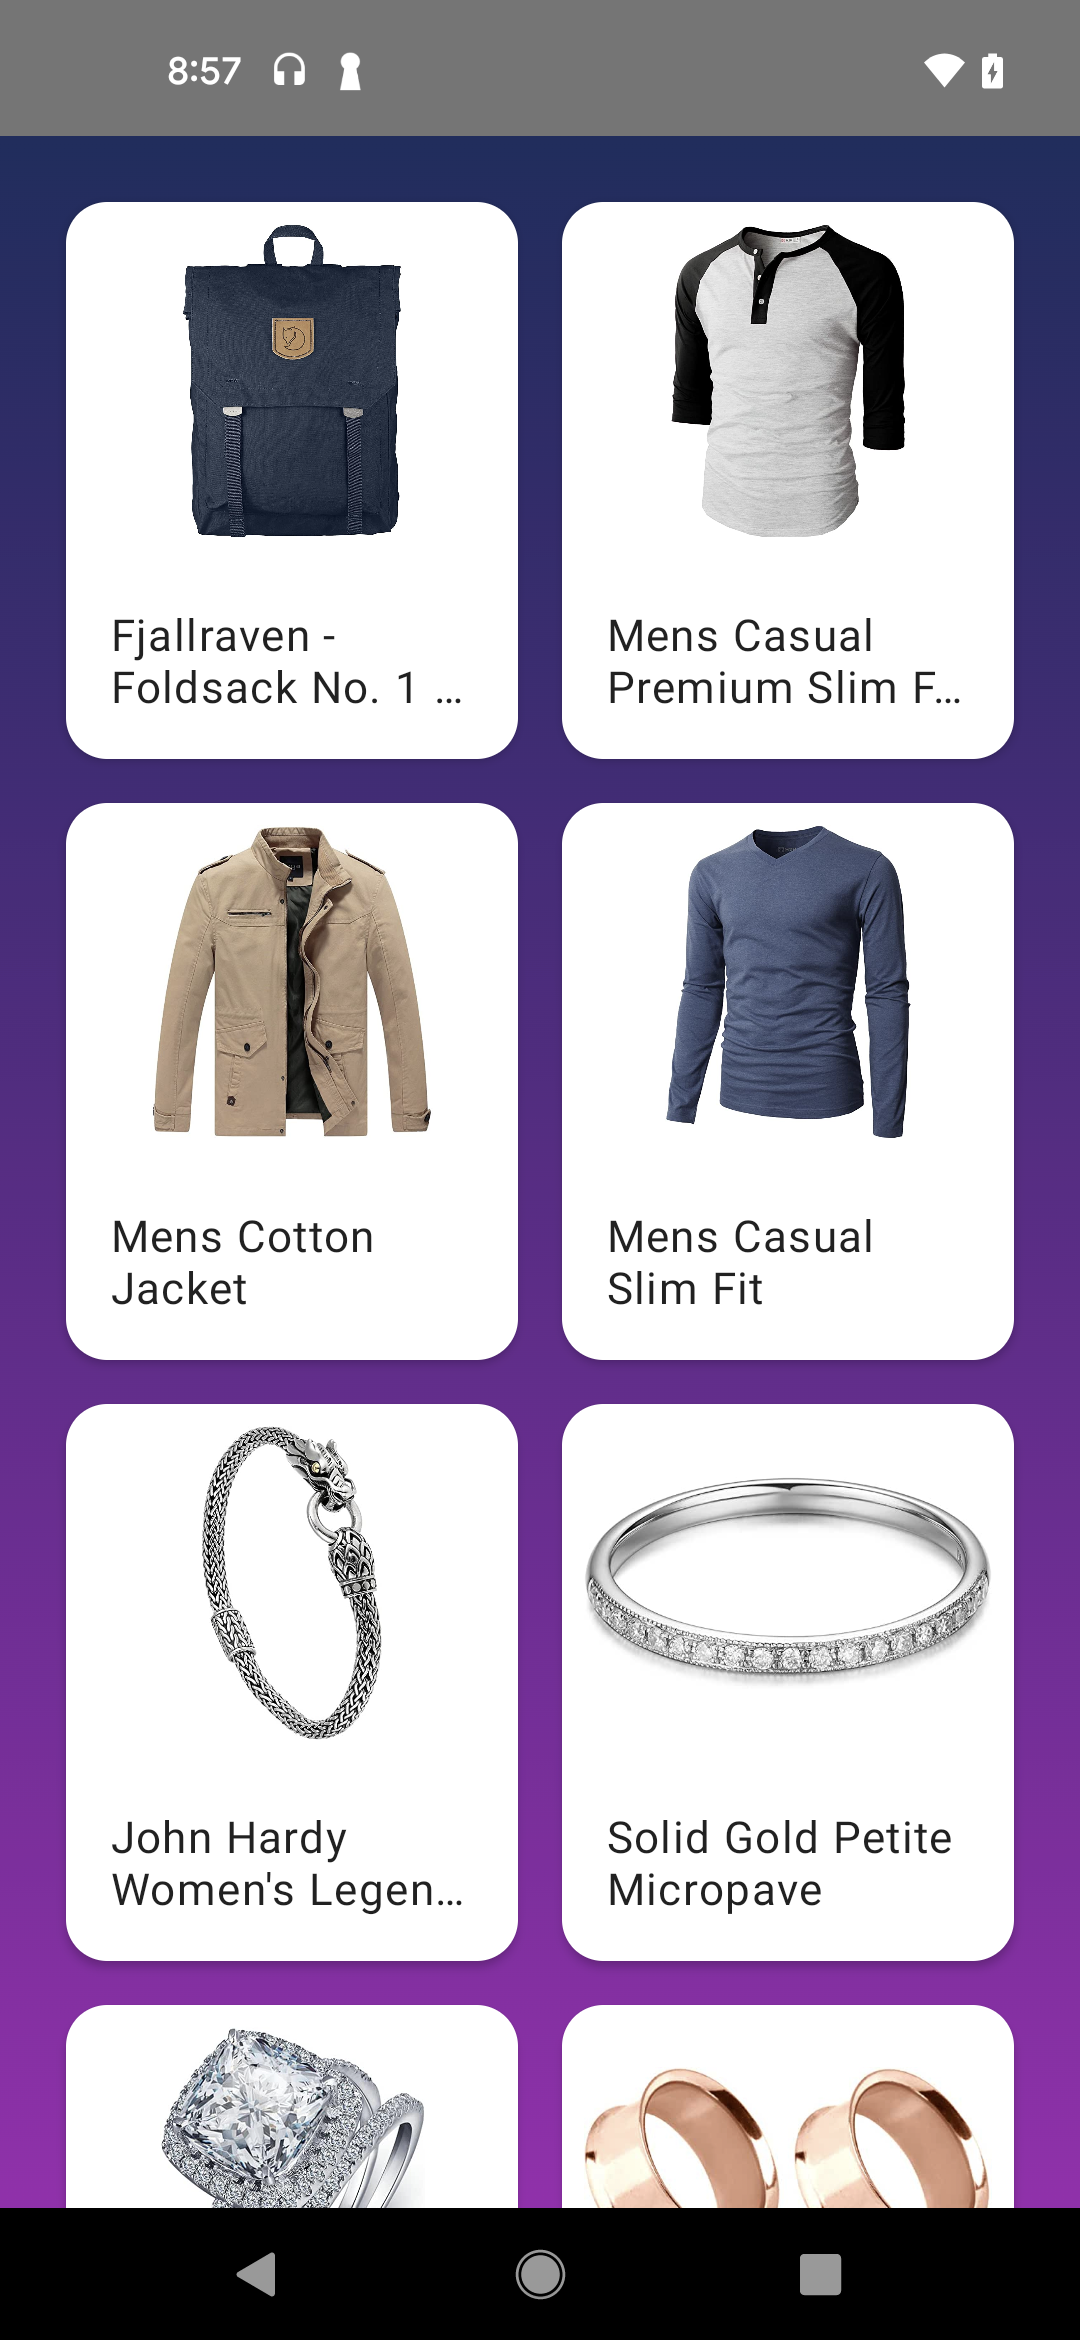 8:57
Fjallraven -
Foldsack No. 1 ...
Mens Casual
Premium Slim F...
Mens Cotton
Jacket
Mens Casual
Slim Fit
John Hardy
Women's Legen...
Solid Gold Petite
Micropave